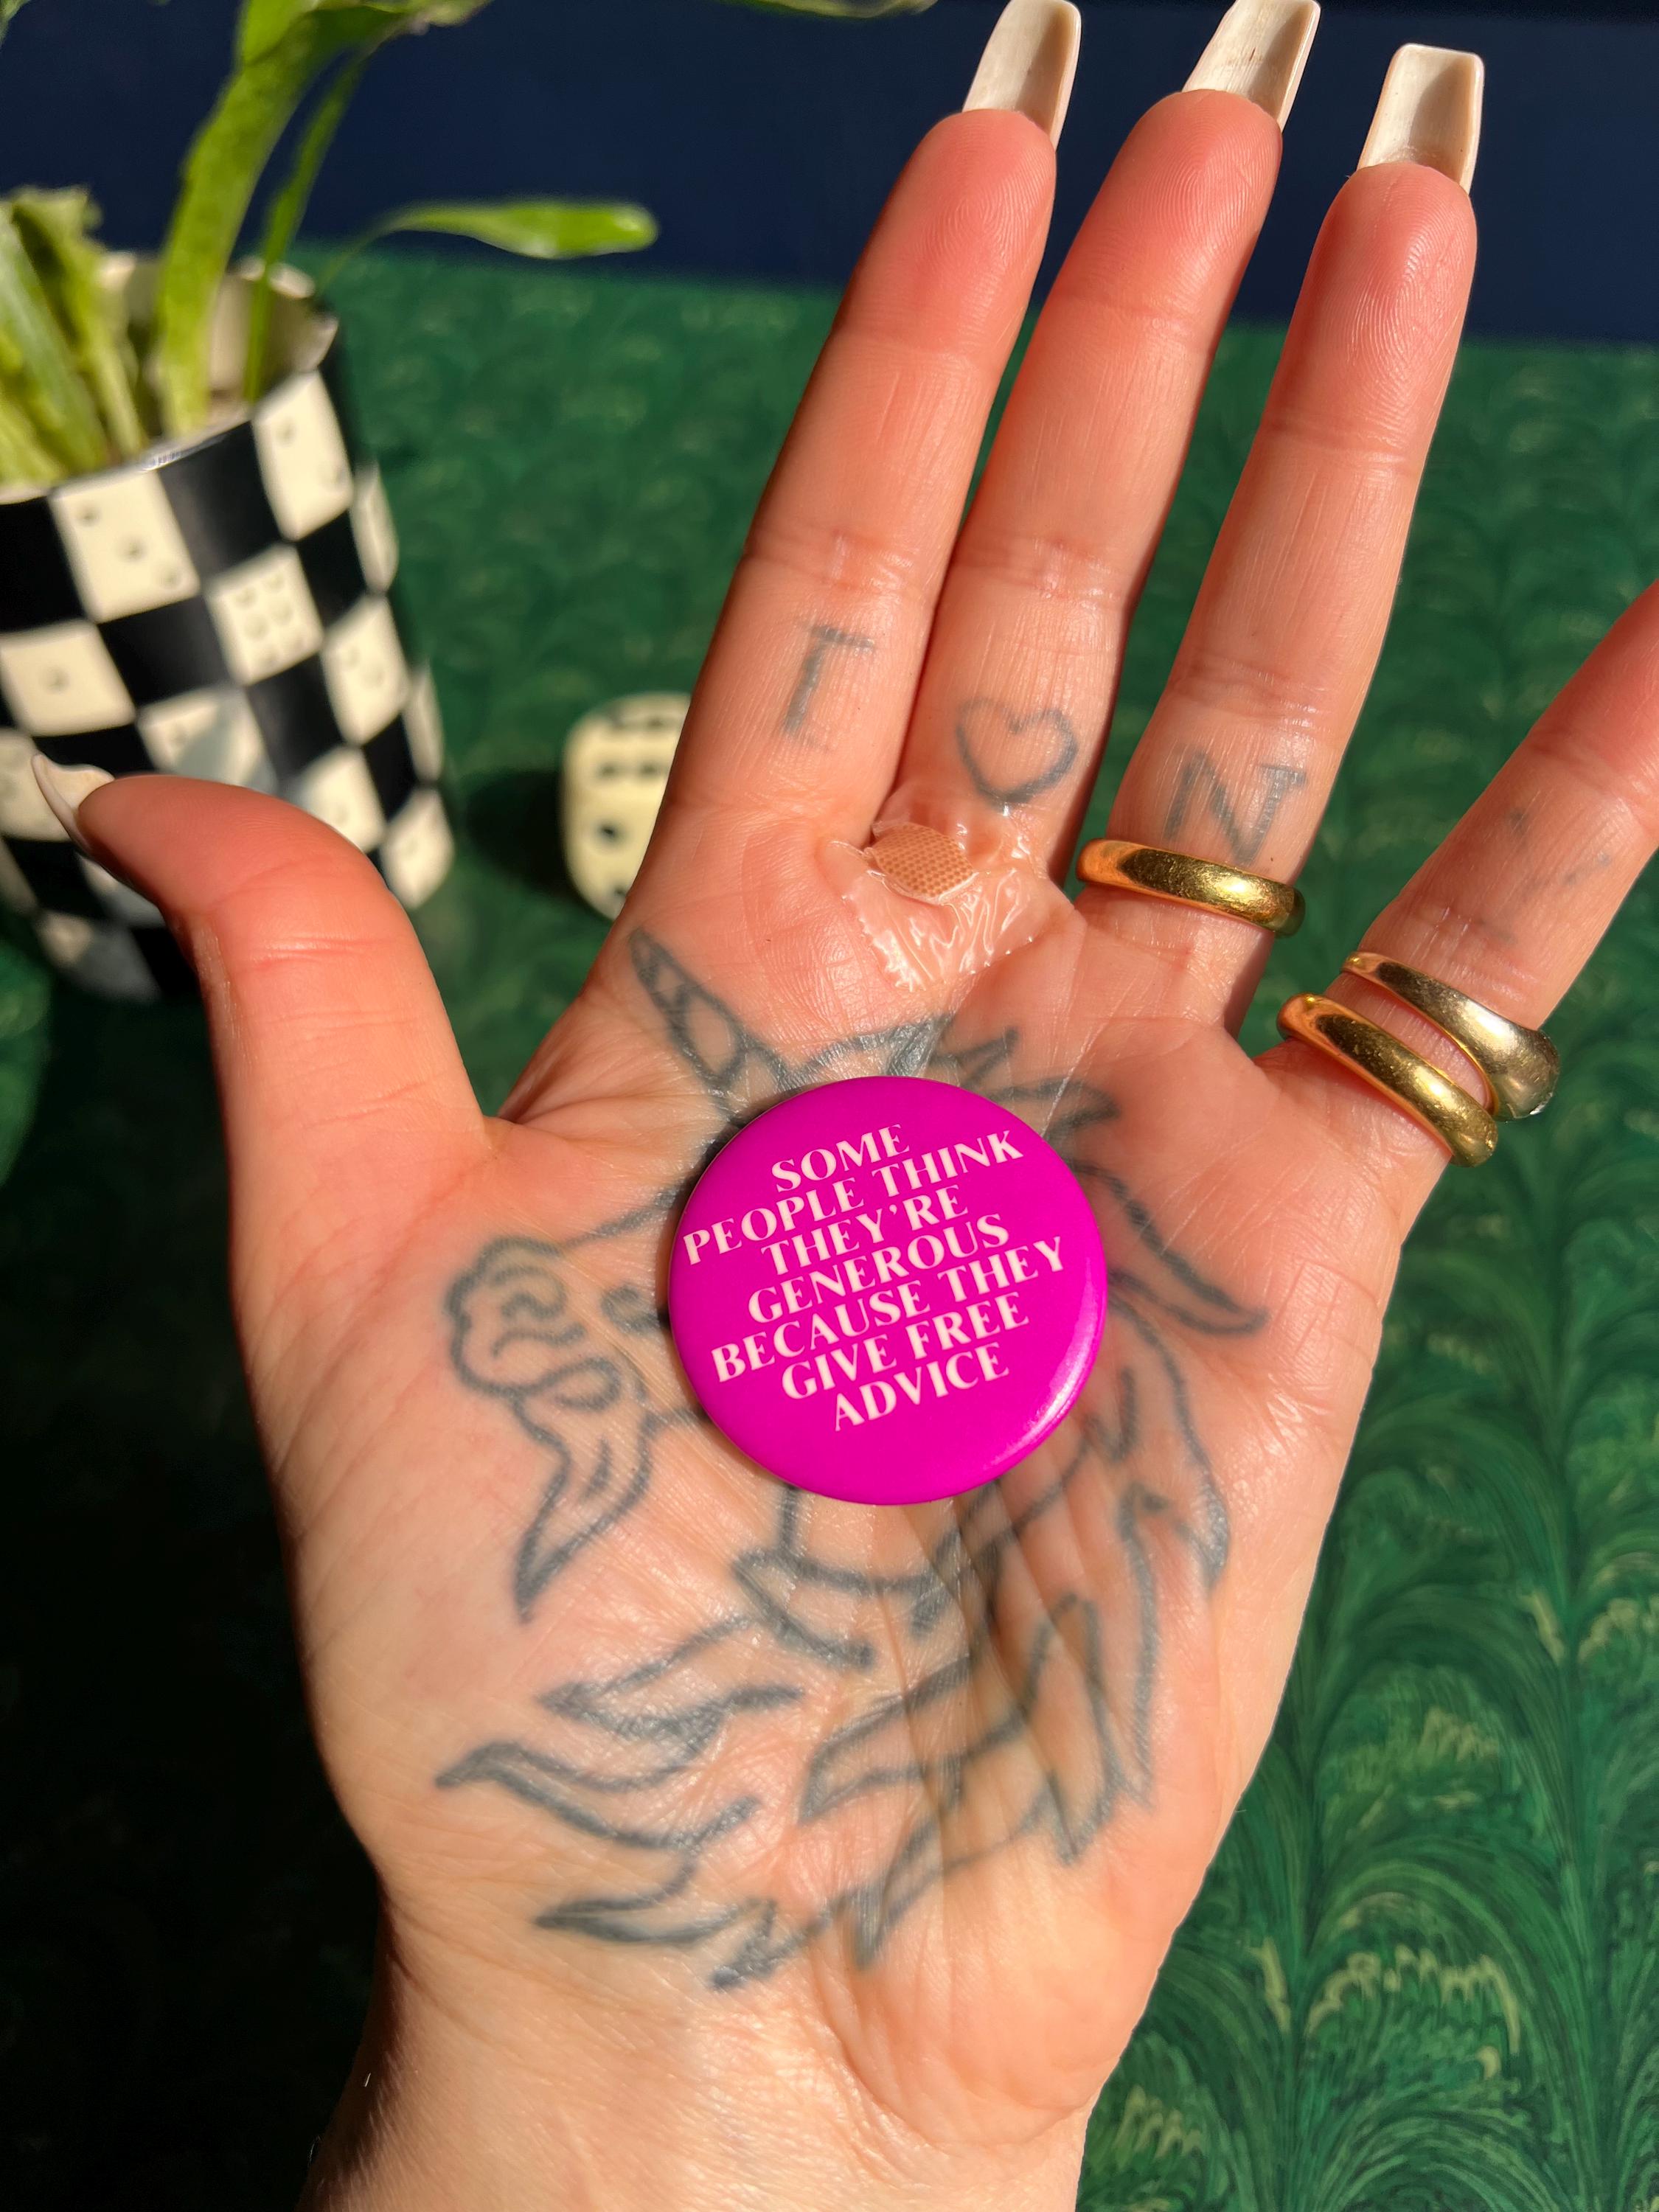 I ♡ N
SOME
PEOPLE THINK
THEY'RE
GENEROUS
BECAUSE THEY
GIVE FREE
ADVICE